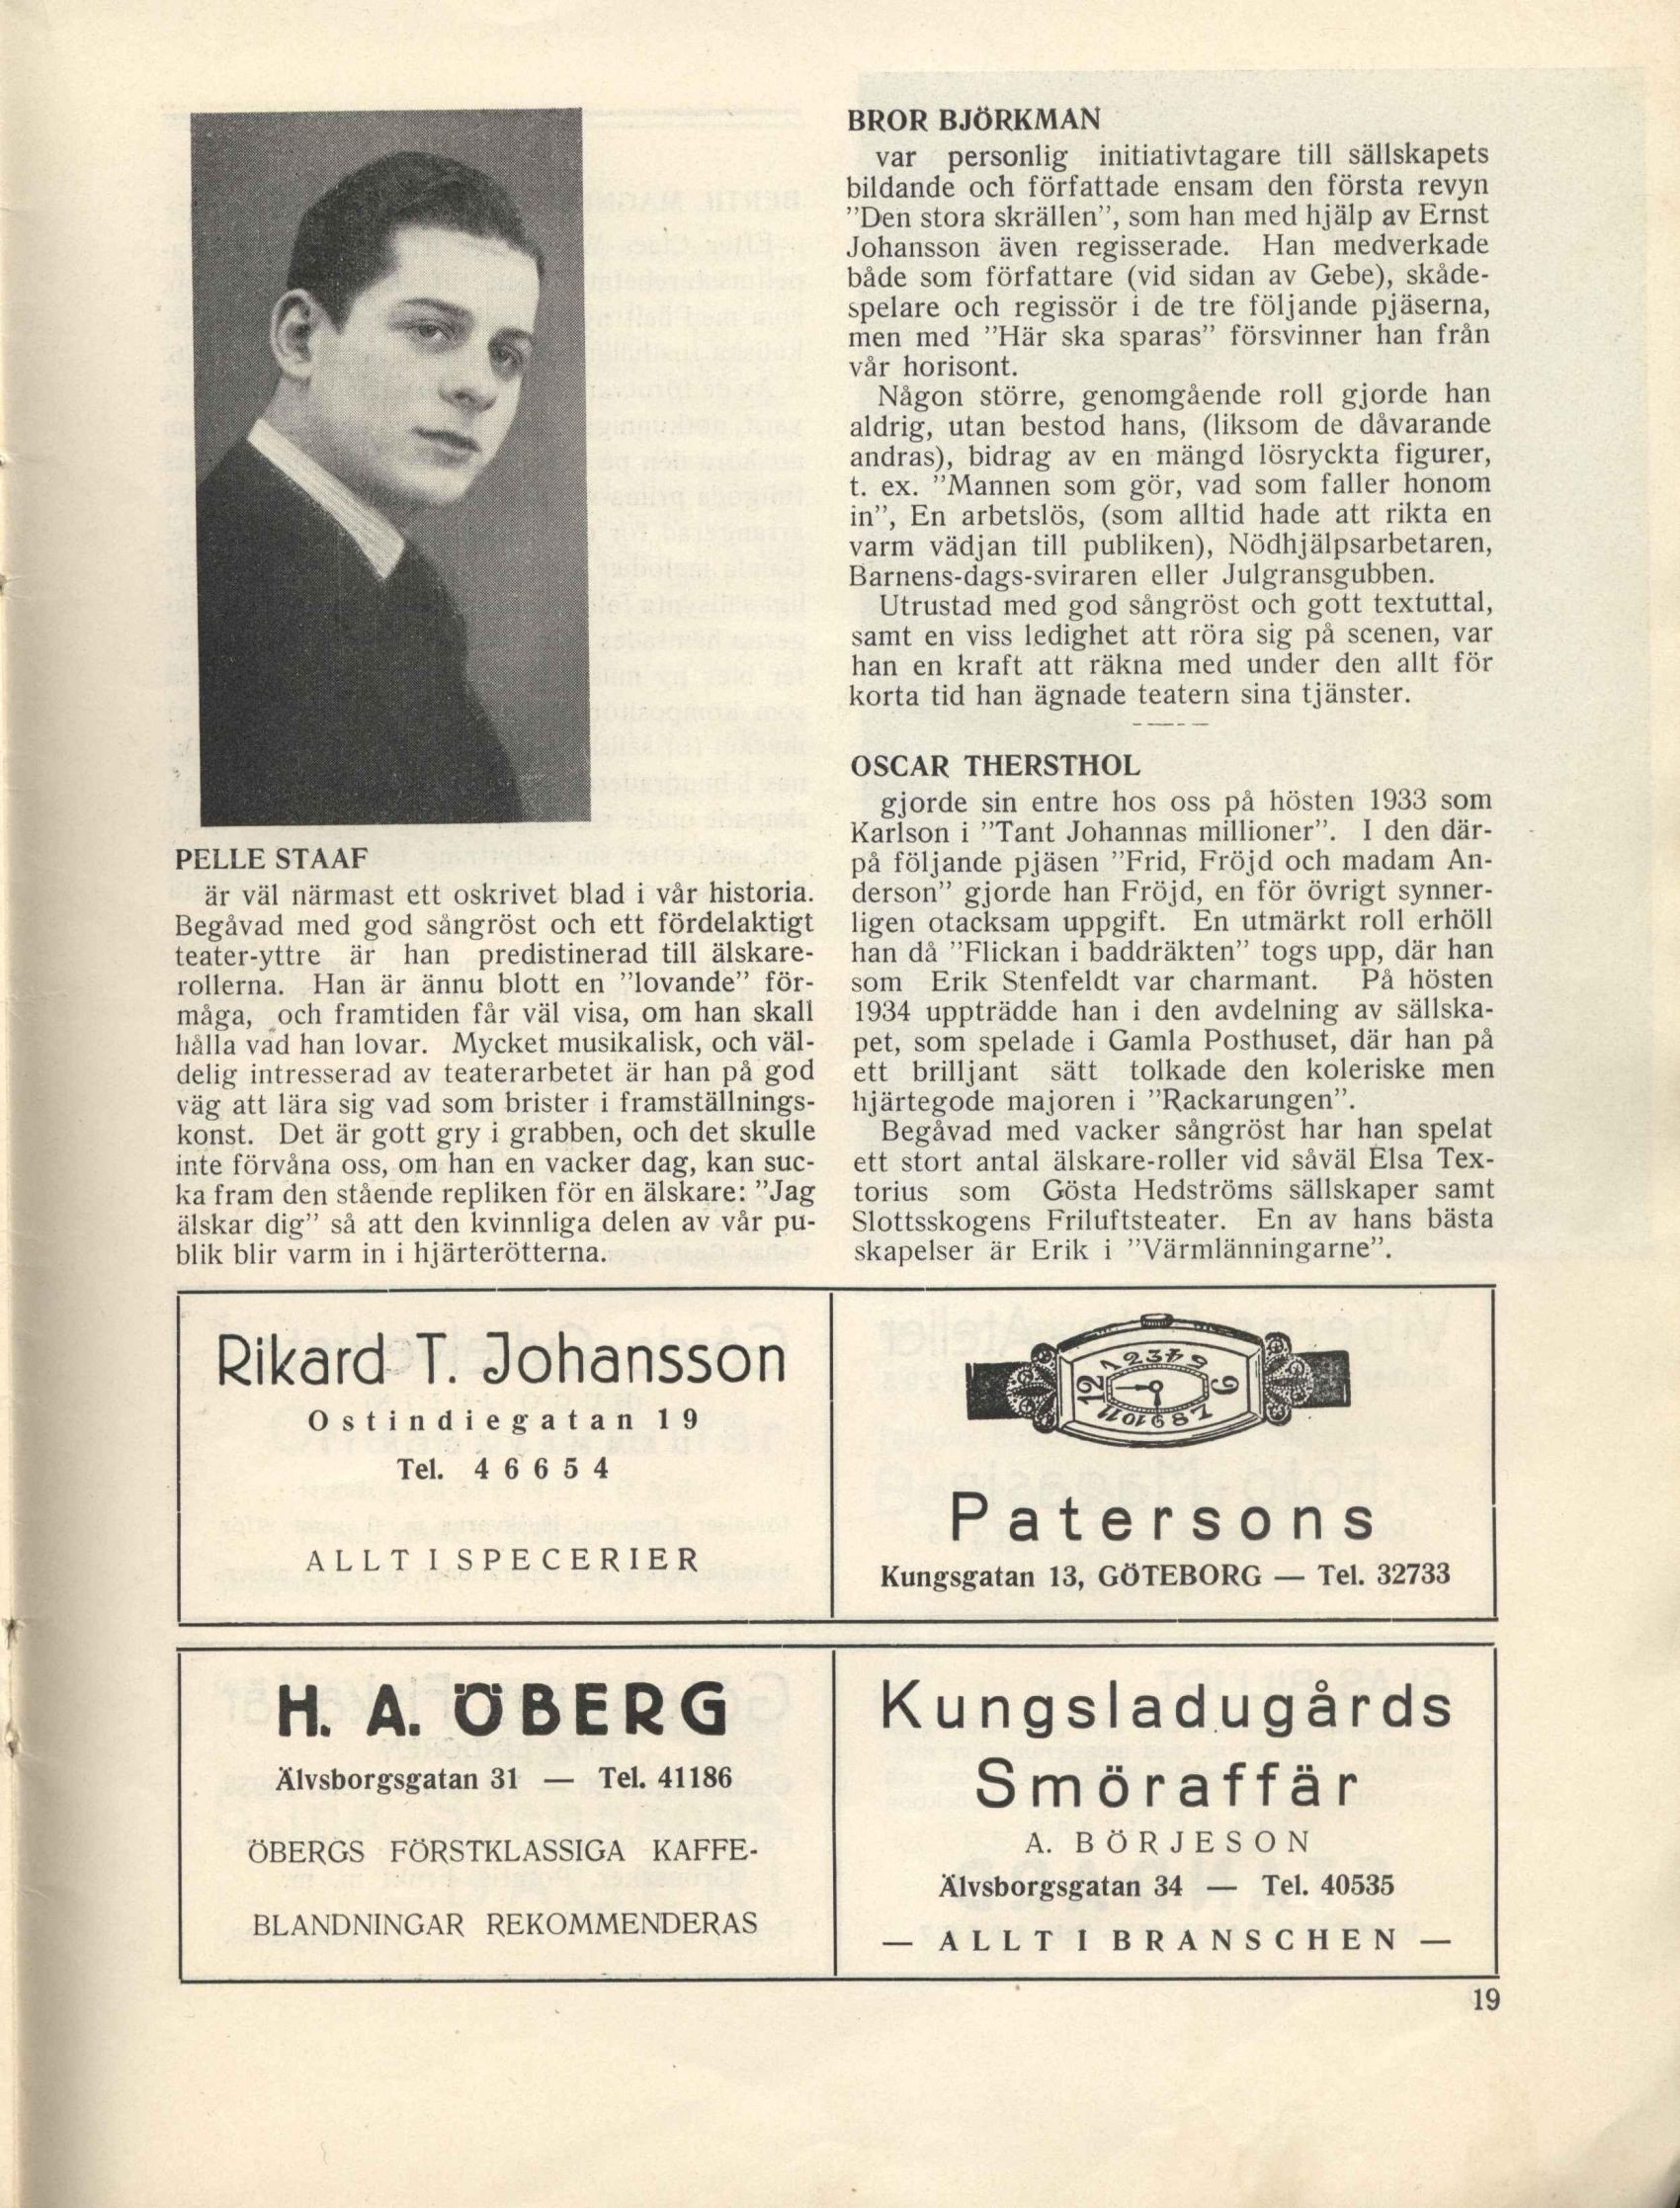 PELLE STAAF
är väl närmast ett oskrivet blad i vår historia.
Begåvad med god sångröst och ett fördelaktigt
teater-yttre är han predistinerad till älskare-
rollerna. Han är ännu blott en ”lovande” för-
måga, och framtiden får väl visa, om han skall
hålla vad han lovar. Mycket musikalisk, och väl-
delig intresserad av teaterarbetet är han på god
väg att lära sig vad som brister i framställnings-
konst. Det är gott gry i grabben, och det skulle
inte förvåna oss, om han en vacker dag, kan suc-
ka fram den stående repliken för en älskare: ”Jag
älskar dig” så att den kvinnliga delen av vår pu-
blik blir varm in i hjärterötterna.
BROR BJÖRKMAN
var personlig initiativtagare till sällskapets
bildande och författade ensam den första revyn
”Den stora skrällen”, som han med hjälp av Ernst
Johansson även regisserade. Han medverkade
både som författare (vid sidan av Gebe), skåde-
spelare och regissör i de tre följande pjäserna,
men med ”Här ska sparas” försvinner han från
vår horisont.
Någon större, genomgående roll gjorde han
aldrig, utan bestod hans, (liksom de dåvarande
andras), bidrag av en mängd lösryckta figurer,
t. ex. ”Mannen som gör, vad som faller honom
in”, En arbetslös, (som alltid hade att rikta en
varm vädjan till publiken), Nödhjälpsarbetaren,
Barnens-dags-sviraren eller Julgransgubben.
Utrustad med god sångröst och gott textuttal,
samt en viss ledighet att röra sig på scenen, var
han en kraft att räkna med under den allt för
korta tid han ägnade teatern sina tjänster.
OSCAR THERSTHOL
gjorde sin entre hos oss på hösten 1933 som
Karlson i ”Tant Johannas millioner”. I den där-
på följande pjäsen ”Frid, Fröjd och madam An-
derson” gjorde han Fröjd, en för övrigt synner-
ligen otacksam uppgift. En utmärkt roll erhöll
han då ”Flickan i baddräkten” togs upp, där han
som Erik Stenfeldt var charmant. På hösten
1934 uppträdde han i den avdelning av sällska-
pet, som spelade i Gamla Posthuset, där han på
ett brilljant sätt tolkade den koleriske men
hjärtegode majoren i ”Rackarungen”.
Begåvad med vacker sångröst har han spelat
ett stort antal älskare-roller vid såväl Elsa Tex-
torius som Gösta Hedströms sällskaper samt
Slottsskogens Friluftsteater. En av hans bästa
skapelser är Erik i ”Värmlänningarne”.
Rikard T. Johansson
Ostindiegatan 19
Tel. 46654
ALLT I SPECERIER
12 1 2 3 4 5 6 7 8 9 10 11
Patersons
Kungsgatan 13, GÖTEBORG — Tel. 32733
H. A. ÖBERG
Älvsborgsgatan 31 — Tel. 41186
ÖBERGS FÖRSTKLASSIGA KAFFE-
BLANDNINGAR REKOMMENDERAS
Kungsladugårds
Smöraffär
A. BÖRJESON
Älvsborgsgatan 34 — Tel. 40535
— ALLT I BRANSCHEN —
19